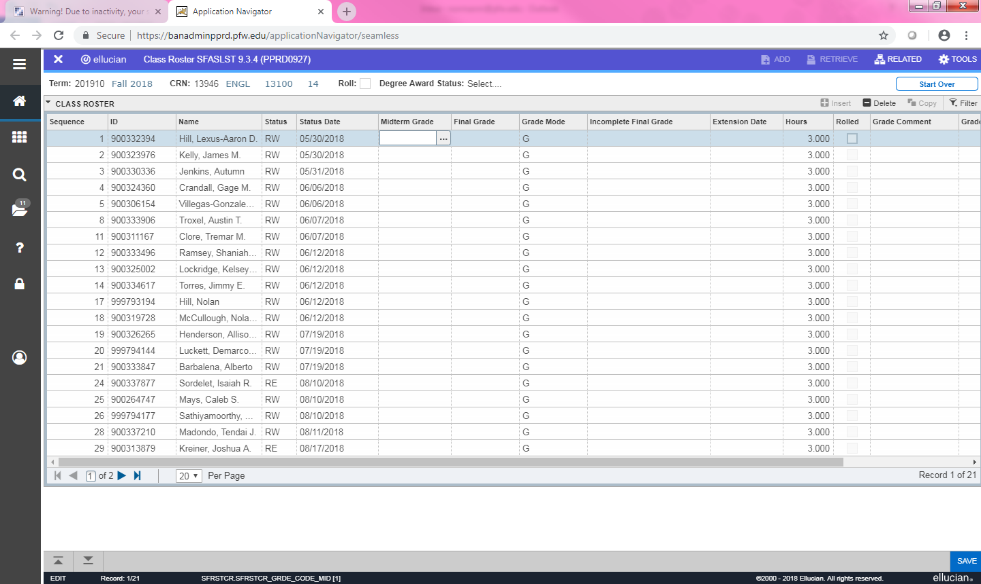 Warning! Due to inactivity, your × Application Navigator ×
Secure | https://banadminpprd.pfw.edu/applicationNavigator/seamless
X @ellucian Class Roster SFASLST 9.3.4 (PPRD0927) ADD RETRIEVE RELATED TOOLS
Term: 201910 Fall 2018 CRN: 13946 ENGL 13100 14 Roll: Degree Award Status: Select.... Start Over
CLASS ROSTER Insert Delete Copy Filter
Sequence ID Name Status Status Date Midterm Grade Final Grade Grade Mode Incomplete Final Grade Extension Date Hours Rolled Grade Comment Grade
1 900332394 Hill, Lexus-Aaron D. RW 05/30/2018 ... G 3.000
2 900323976 Kelly, James M. RW 05/30/2018 G 3.000
3 900330336 Jenkins, Autumn RW 05/31/2018 G 3.000
4 900324360 Crandall, Gage M. RW 06/06/2018 G 3.000
5 900306154 Villegas-Gonzale... RW 06/06/2018 G 3.000
8 900333906 Troxel, Austin T. RW 06/07/2018 G 3.000
11 900311167 Clore, Tremar M. RW 06/07/2018 G 3.000
12 900333496 Ramsey, Shaniah... RW 06/12/2018 G 3.000
13 900325002 Lockridge, Kelsey... RW 06/12/2018 G 3.000
14 900334617 Torres, Jimmy E. RW 06/12/2018 G 3.000
17 999793194 Hill, Nolan RW 06/12/2018 G 3.000
18 900319728 McCullough, Nola... RW 06/12/2018 G 3.000
19 900326265 Henderson, Alliso... RW 07/19/2018 G 3.000
20 999794144 Luckett, Demarco... RW 07/19/2018 G 3.000
21 900333847 Barbalena, Alberto RW 07/19/2018 G 3.000
24 900337877 Sordelet, Isaiah R. RE 08/10/2018 G 3.000
25 900264747 Mays, Caleb S. RW 08/10/2018 G 3.000
26 999794177 Sathiyamoorthy, ... RW 08/10/2018 G 3.000
28 900337210 Madondo, Tendai J. RW 08/11/2018 G 3.000
29 900313879 Kreiner, Joshua A. RE 08/17/2018 G 3.000
1 of 2 20 Per Page Record 1 of 21
11
?
SAVE
EDIT Record: 1/21 SFRSTCR.SFRSTCR_GRDE_CODE_MID [1] ©2000 - 2018 Ellucian. All rights reserved. ellucian.